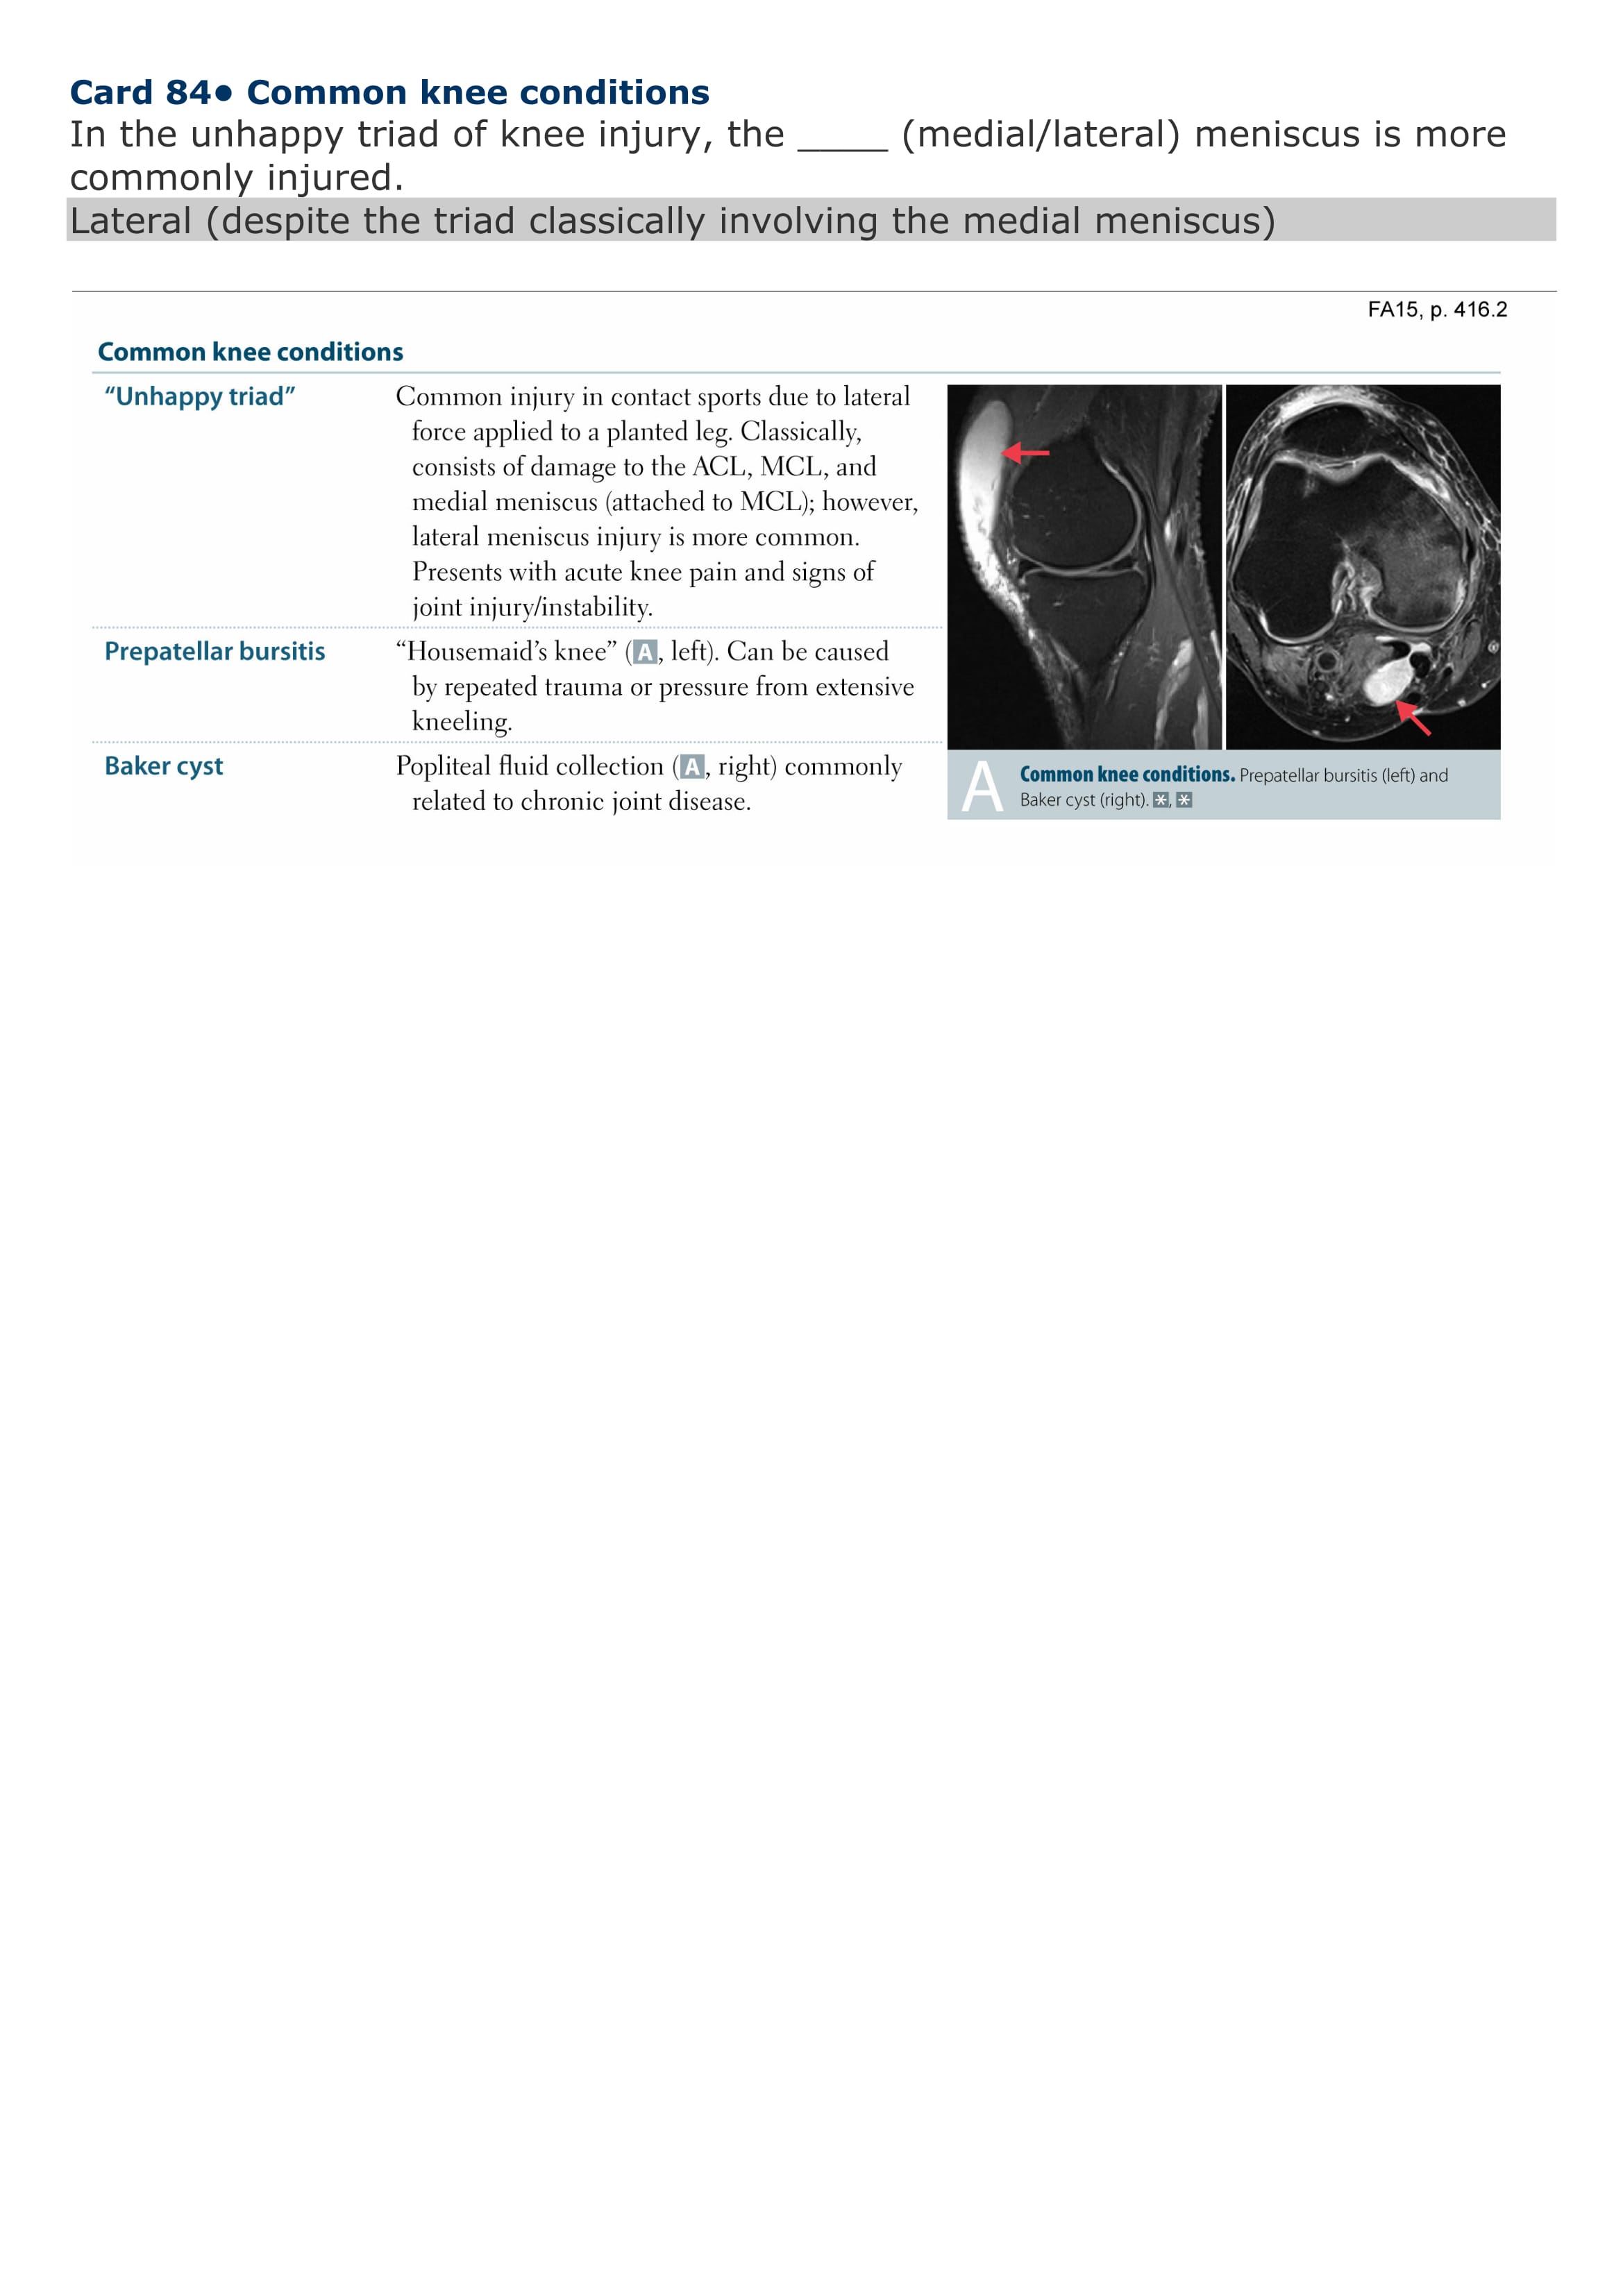 Card 84• Common knee conditions
In the unhappy triad of knee injury, the _____ (medial/lateral) meniscus is more
commonly injured.
Lateral (despite the triad classically involving the medial meniscus)
FA15, p. 416.2
Common knee conditions
“Unhappy triad”
Common injury in contact sports due to lateral
force applied to a planted leg. Classically,
consists of damage to the ACL, MCL, and
medial meniscus (attached to MCL); however,
lateral meniscus injury is more common.
Presents with acute knee pain and signs of
joint injury/instability.
Prepatellar bursitis
“Housemaid’s knee” (A, left). Can be caused
by repeated trauma or pressure from extensive
kneeling.
Baker cyst
Popliteal fluid collection (A, right) commonly
related to chronic joint disease.
A
Common knee conditions. Prepatellar bursitis (left) and
Baker cyst (right). *, *